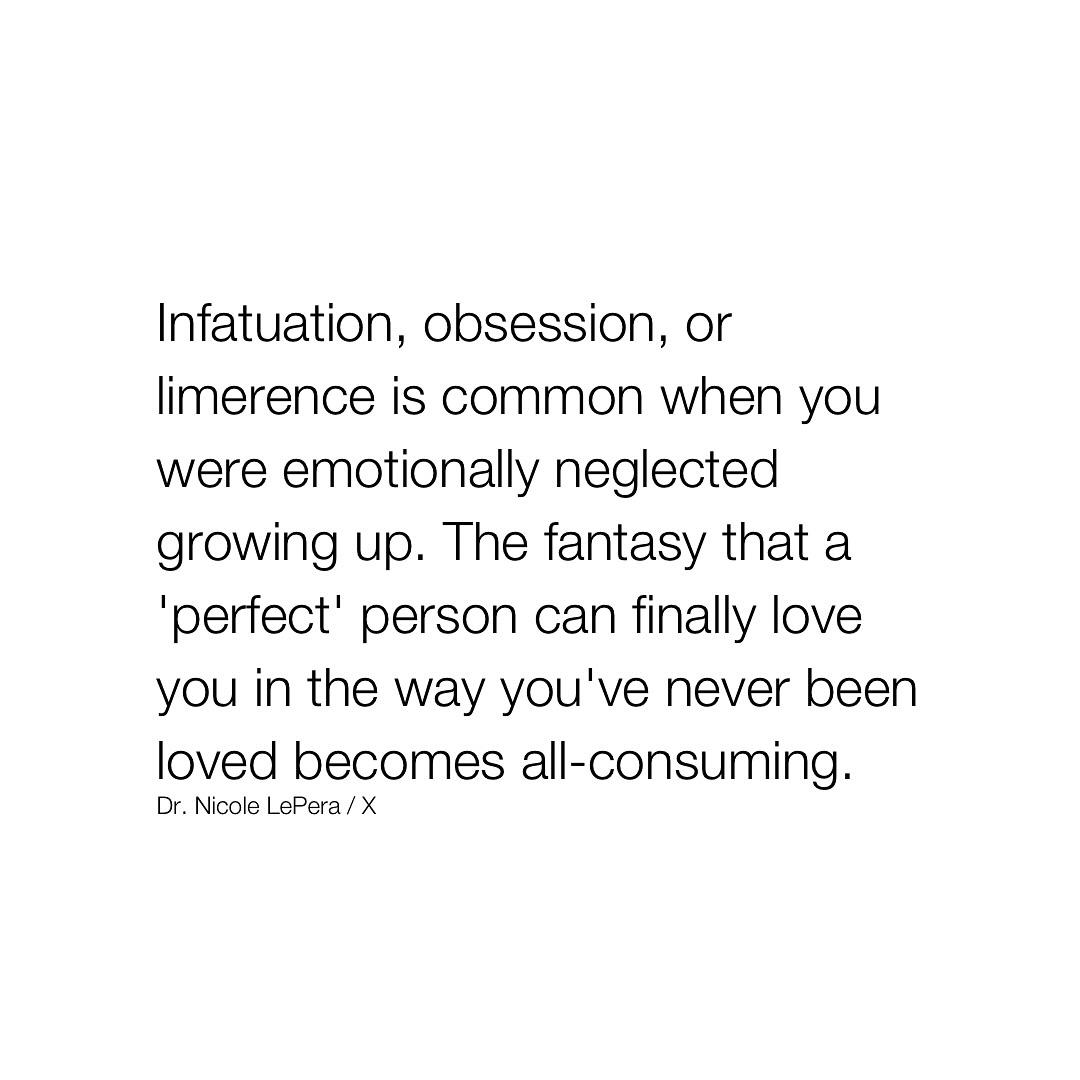 Infatuation, obsession, or
limerence is common when you
were emotionally neglected
growing up. The fantasy that a
'perfect' person can finally love
you in the way you've never been
loved becomes all-consuming.
Dr. Nicole LePera / X